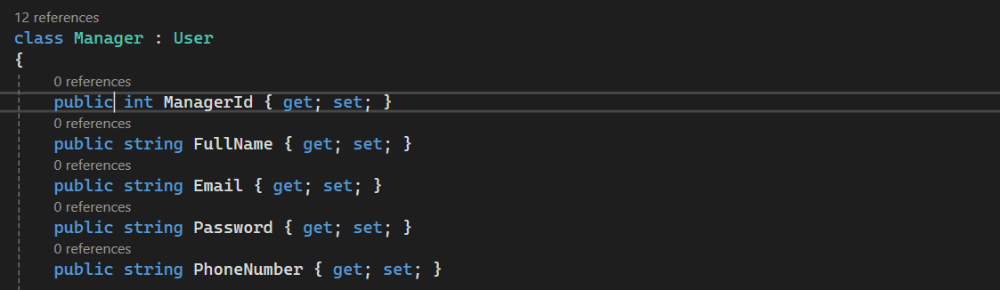 12 references
class Manager : User
{
0 references
public int ManagerId { get; set; }
0 references
public string FullName { get; set; }
0 references
public string Email { get; set; }
0 references
public string Password { get; set; }
0 references
public string PhoneNumber { get; set; }